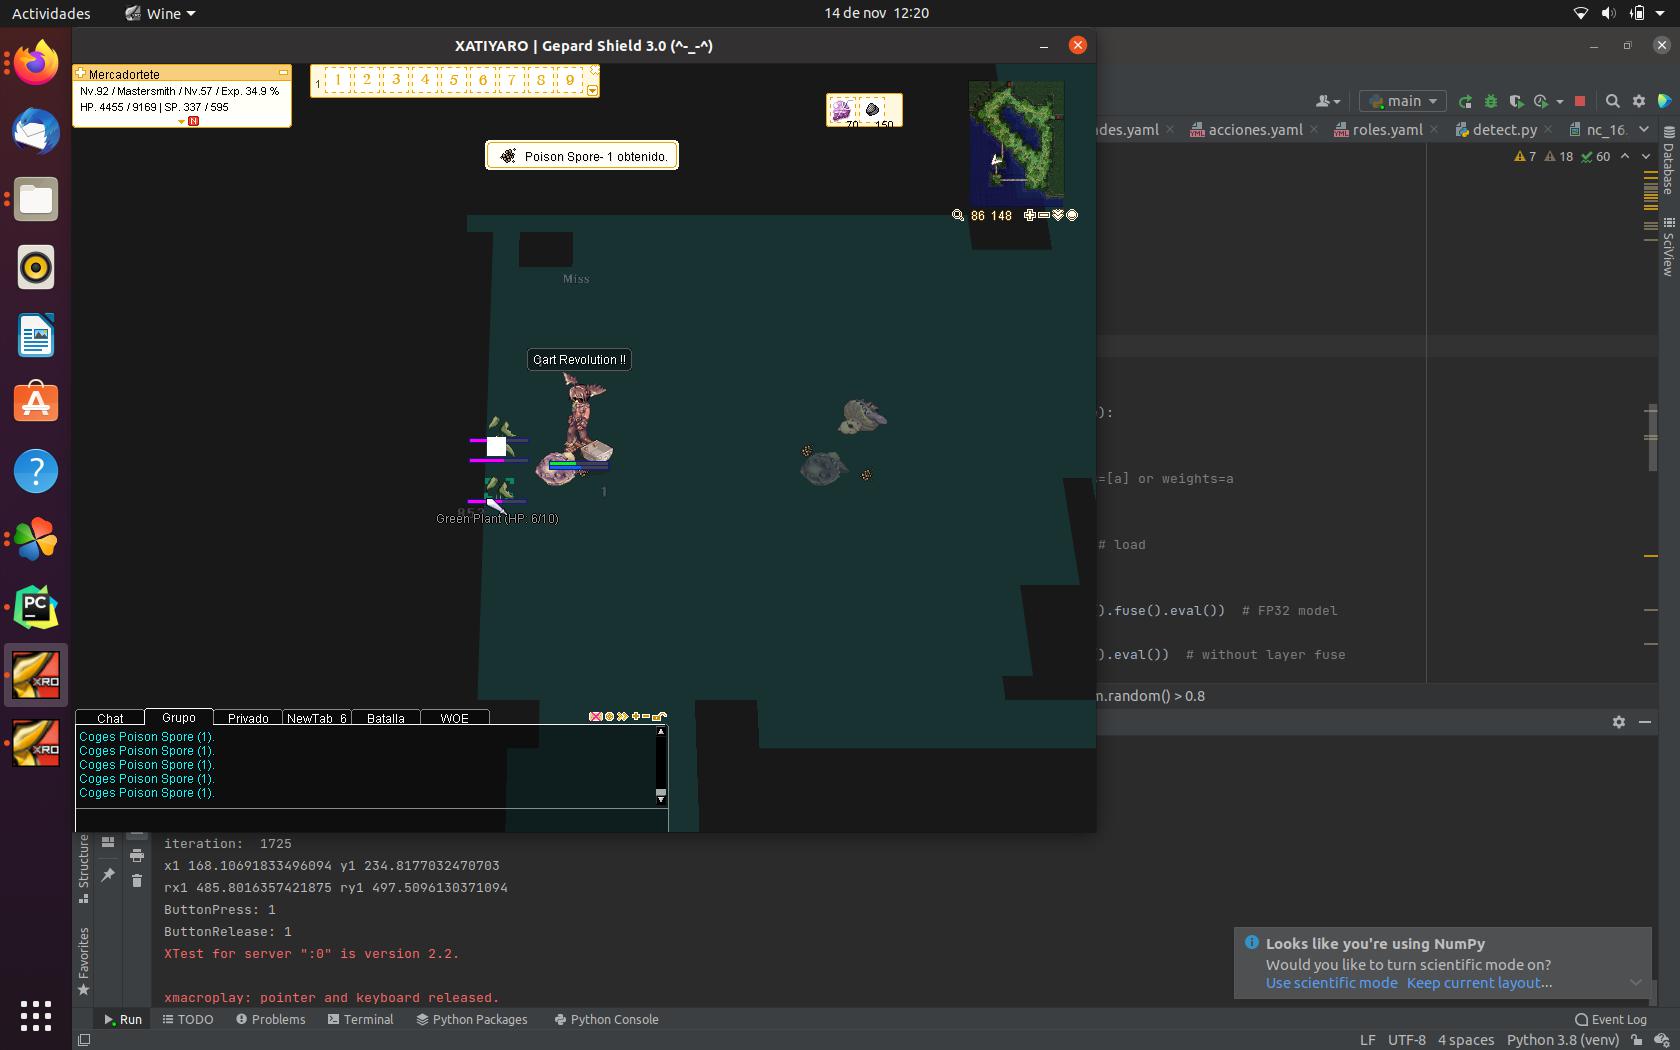 Actividades
Wine
14 de nov 12:20
XATIYARO | Gepard Shield 3.0 (^-_-^)
Mercadortete
Nv.92 / Mastersmith / Nv.57 / Exp. 34.9 %
HP. 4455 / 9169 | SP. 337 / 595
N
1 1 2 3 4 5 6 7 8 9
70 150
Poison Spore- 1 obtenido.
86 148
Miss
Cart Revolution !!
1
Green Plant (HP: 6/10)
main
des.yaml
acciones.yaml
roles.yaml
detect.py
nc_16.
7 18 60
Database
SciView
):
=[a] or weights=a
# load
).fuse().eval()) # FP32 model
).eval()) # without layer fuse
m.random() > 0.8
Chat Grupo Privado NewTab_6 Batalla WOE
Coges Poison Spore (1).
Coges Poison Spore (1).
Coges Poison Spore (1).
Coges Poison Spore (1).
Coges Poison Spore (1).
PC
XRO
XRO
Structure
Favorites
iteration: 1725
x1 168.10691833496094 y1 234.8177032470703
rx1 485.8016357421875 ry1 497.5096130371094
ButtonPress: 1
ButtonRelease: 1
XTest for server ":0" is version 2.2.
xmacroplay: pointer and keyboard released.
Looks like you're using NumPy
Would you like to turn scientific mode on?
Use scientific mode Keep current layout...
Run TODO Problems Terminal Python Packages Python Console
Event Log
LF UTF-8 4 spaces Python 3.8 (venv)